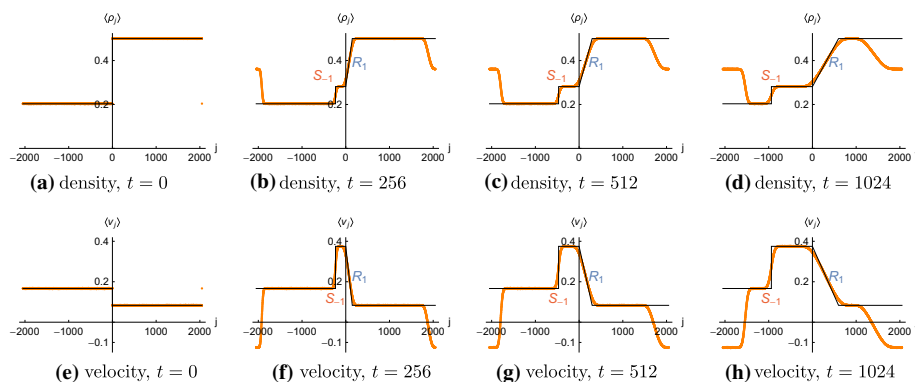 ⟨ρj⟩ ⟨ρj⟩ ⟨ρj⟩ ⟨ρj⟩
0.4 0.4 0.4 0.4
S−1 R1 S−1 R1 S−1 R1
0.2 0.2 0.2 0.2
−2000 −1000 0 1000 2000 j −2000 −1000 0 1000 2000 j −2000 −1000 0 1000 2000 j −2000 −1000 0 1000 2000 j
(a) density, t = 0 (b) density, t = 256 (c) density, t = 512 (d) density, t = 1024
⟨vj⟩ ⟨vj⟩ ⟨vj⟩ ⟨vj⟩
0.4 0.4 0.4 0.4
R1 R1 R1
0.2 0.2 0.2 0.2
S−1 S−1 S−1
−2000 −1000 0 1000 2000 j −2000 −1000 0 1000 2000 j −2000 −1000 0 1000 2000 j −2000 −1000 0 1000 2000 j
−0.1 −0.1 −0.1 −0.1
(e) velocity, t = 0 (f) velocity, t = 256 (g) velocity, t = 512 (h) velocity, t = 1024